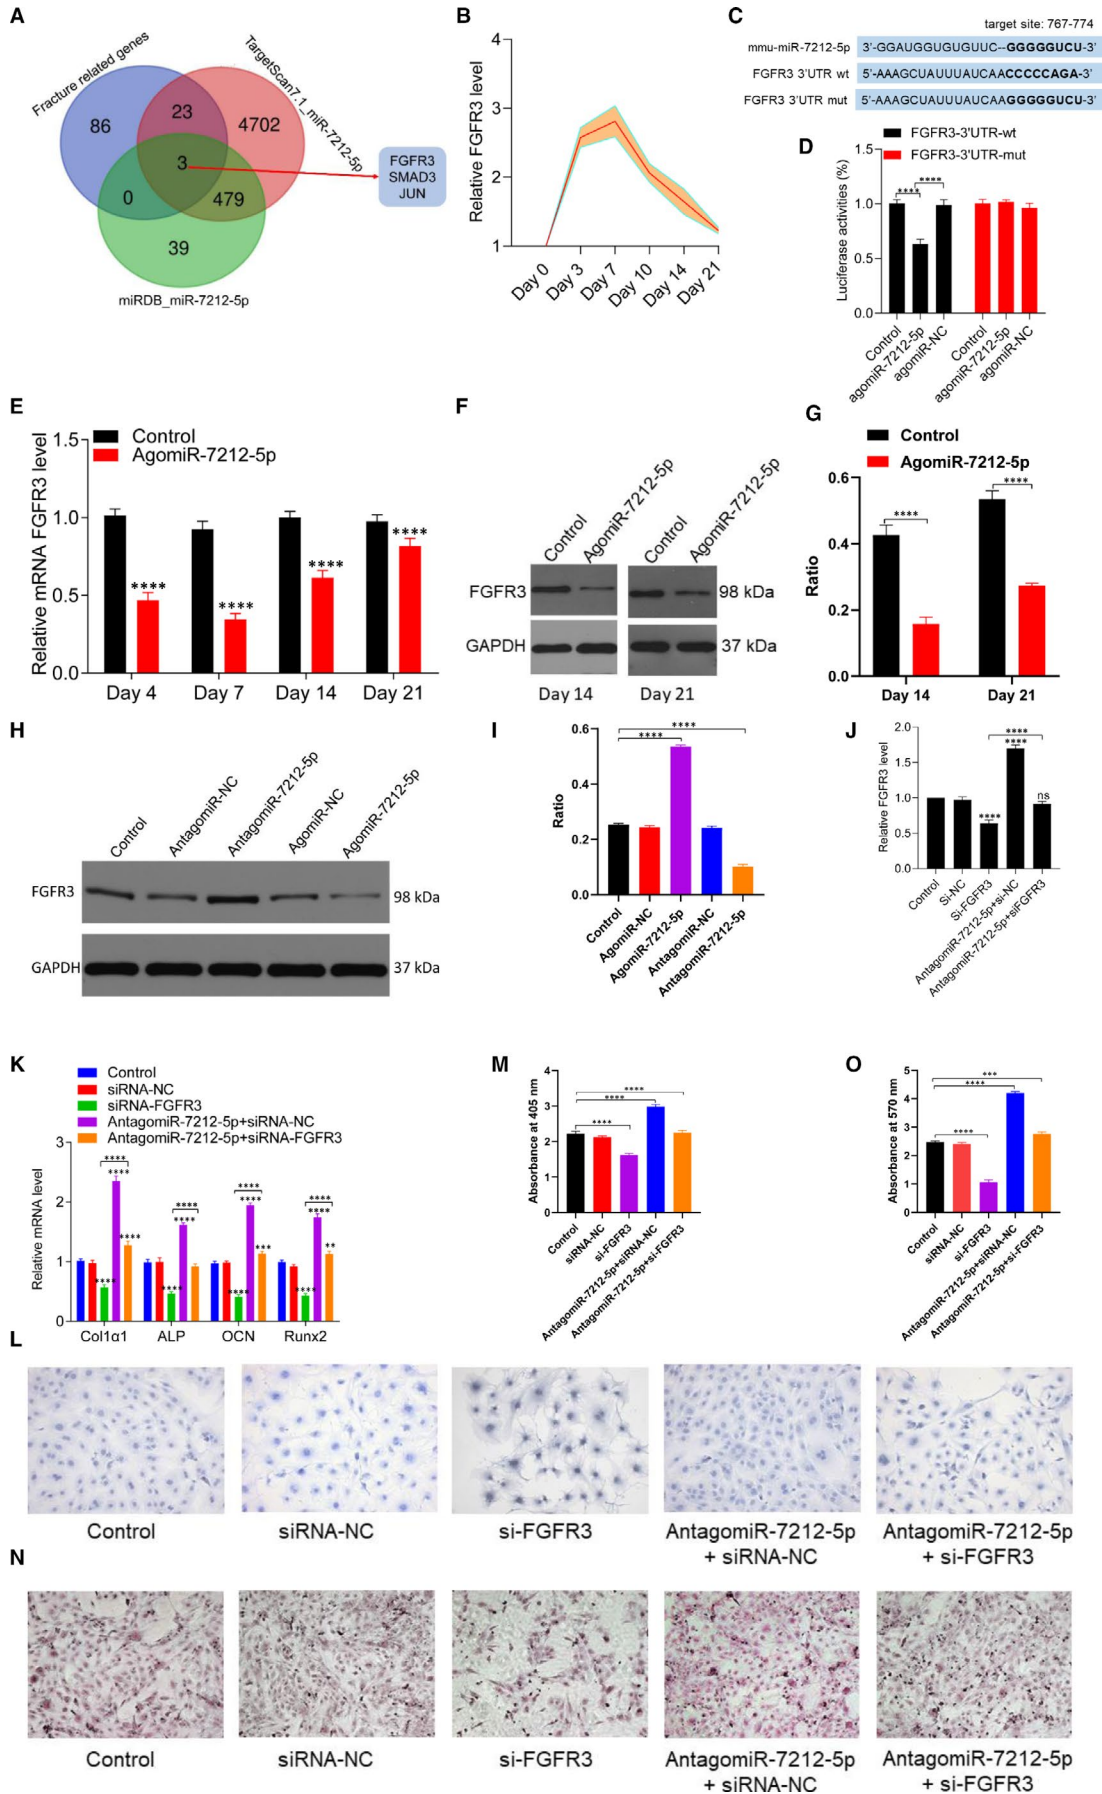 A
Fracture related genes
TargetScan7.1_miR-7212-5p
86
23
4702
3
0
479
39
miRDB_miR-7212-5p
FGFR3
SMAD3
JUN
B
Relative FGFR3 level
4
3
2
1
Day 0
Day 3
Day 7
Day 10
Day 14
Day 21
C
target site: 767-774
mmu-miR-7212-5p 3'-GGAUGGUGUGUUC--GGGGGUCU-3'
FGFR3 3'UTR wt 5'-AAAGCUAUUUAUCAACCCCCAGA-3'
FGFR3 3'UTR mut 5'-AAAGCUAUUUAUCAAGGGGGUCU-3'
D
FGFR3-3'UTR-wt
FGFR3-3'UTR-mut
Luciferase activities (%)
1.5
1.0
0.5
0.0
**** ****
Control
agomiR-7212-5p
agomiR-NC
Control
agomiR-7212-5p
agomiR-NC
E
Control
AgomiR-7212-5p
Relative mRNA FGFR3 level
1.5
1.0
0.5
0.0
****
****
****
****
Day 4 Day 7 Day 14 Day 21
F
Control
AgomiR-7212-5p
Control
AgomiR-7212-5p
FGFR3
98 kDa
GAPDH
37 kDa
Day 14 Day 21
G
Control
AgomiR-7212-5p
Ratio
0.6
0.4
0.2
0.0
****
****
Day 14 Day 21
H
Control
AntagomiR-NC
AntagomiR-7212-5p
AgomiR-NC
AgomiR-7212-5p
FGFR3
98 kDa
GAPDH
37 kDa
I
Ratio
0.6
0.4
0.2
0.0
****
****
Control
AgomiR-NC
AgomiR-7212-5p
AntagomiR-NC
AntagomiR-7212-5p
J
Relative FGFR3 level
2.0
1.5
1.0
0.5
0.0
****
****
****
ns
Control
Si-NC
Si-FGFR3
AntagomiR-7212-5p+si-NC
AntagomiR-7212-5p+siFGFR3
K
Control
siRNA-NC
siRNA-FGFR3
AntagomiR-7212-5p+siRNA-NC
AntagomiR-7212-5p+siRNA-FGFR3
Relative mRNA level
3
2
1
0
****
****
****
****
****
****
****
****
****
***
****
****
****
**
****
Col1α1 ALP OCN Runx2
M
Absorbance at 405 nm
4
3
2
1
0
****
****
****
Control
siRNA-NC
si-FGFR3
AntagomiR-7212-5p+siRNA-NC
AntagomiR-7212-5p+si-FGFR3
O
Absorbance at 570 nm
5
4
3
2
1
0
***
****
****
Control
siRNA-NC
si-FGFR3
AntagomiR-7212-5p+siRNA-NC
AntagomiR-7212-5p+si-FGFR3
L
Control
siRNA-NC
si-FGFR3
AntagomiR-7212-5p
+ siRNA-NC
AntagomiR-7212-5p
+ si-FGFR3
N
Control
siRNA-NC
si-FGFR3
AntagomiR-7212-5p
+ siRNA-NC
AntagomiR-7212-5p
+ si-FGFR3